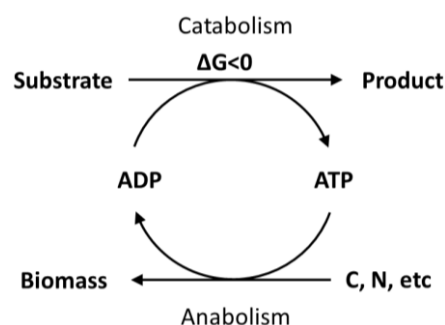 Catabolism
ΔG<0
Substrate
Product
ADP
ATP
Biomass
C, N, etc
Anabolism